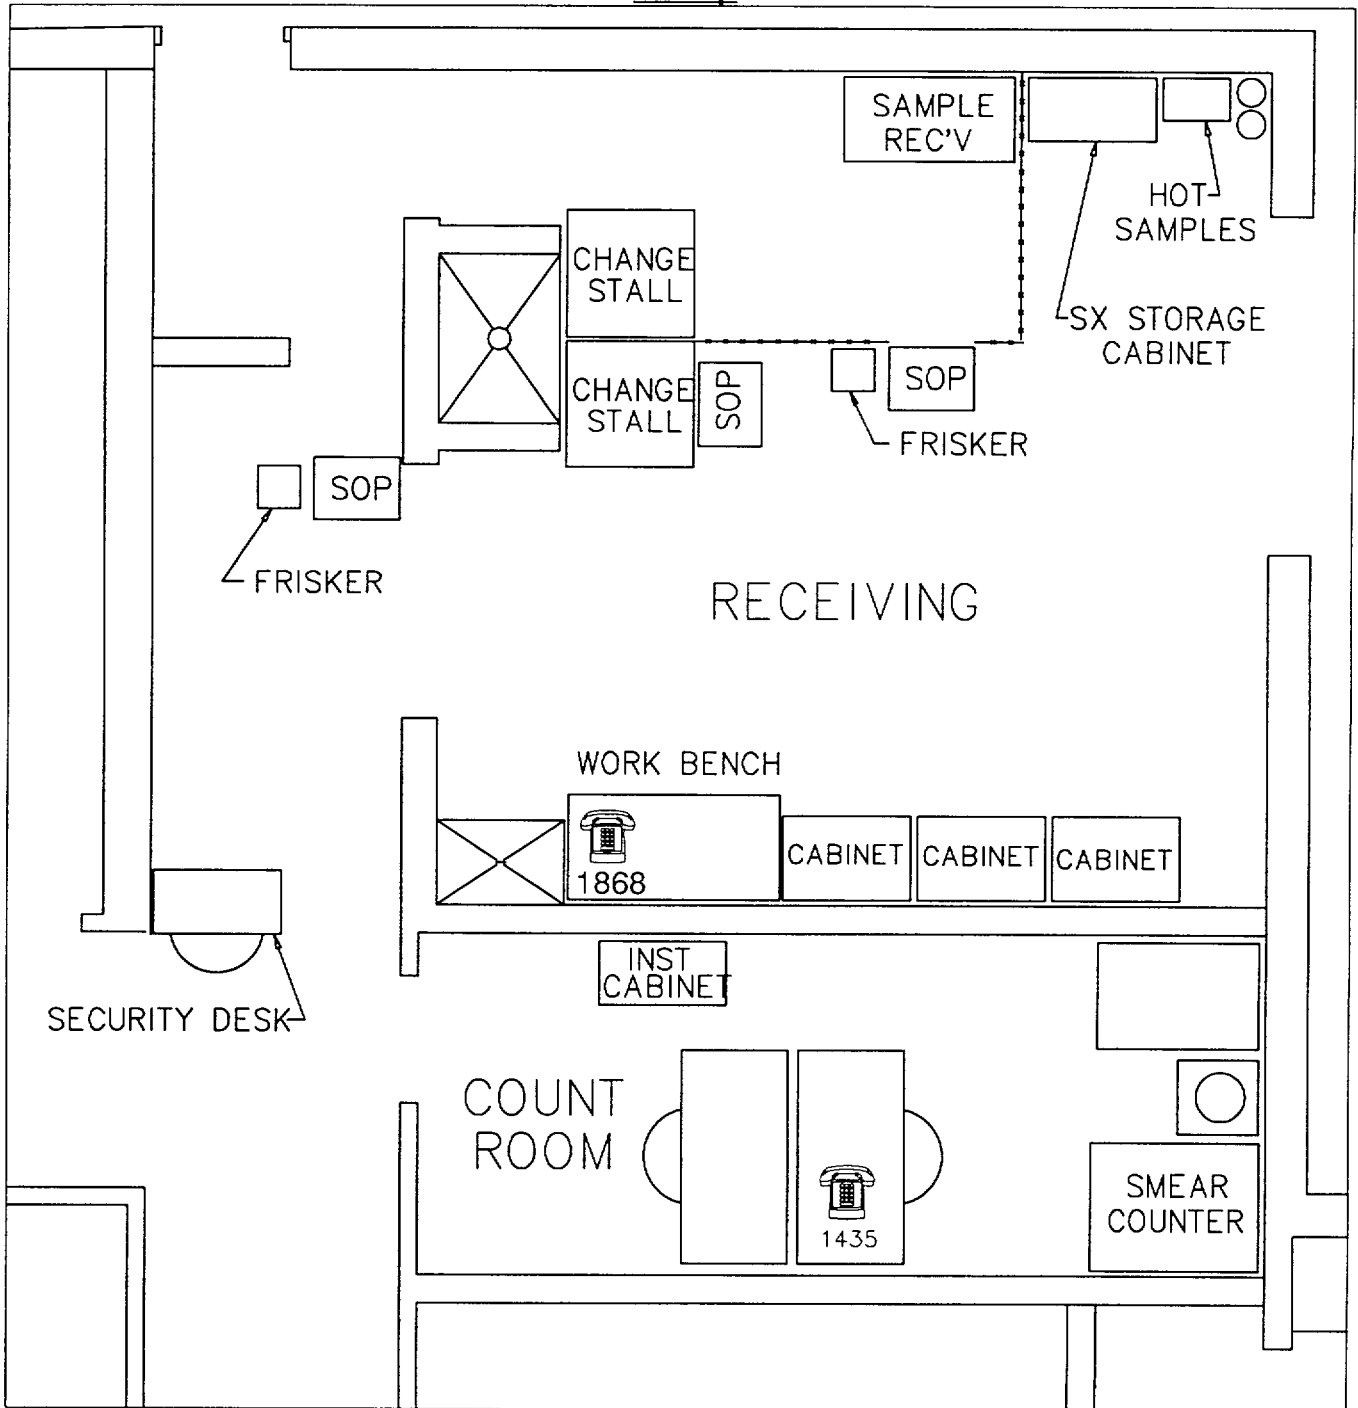 SAMPLE
REC'V
HOT
SAMPLES
CHANGE
STALL
SX STORAGE
CABINET
CHANGE
STALL
SOP
SOP
FRISKER
SOP
FRISKER
RECEIVING
WORK BENCH
1868
CABINET
CABINET
CABINET
INST
CABINET
SECURITY DESK
COUNT
ROOM
1435
SMEAR
COUNTER